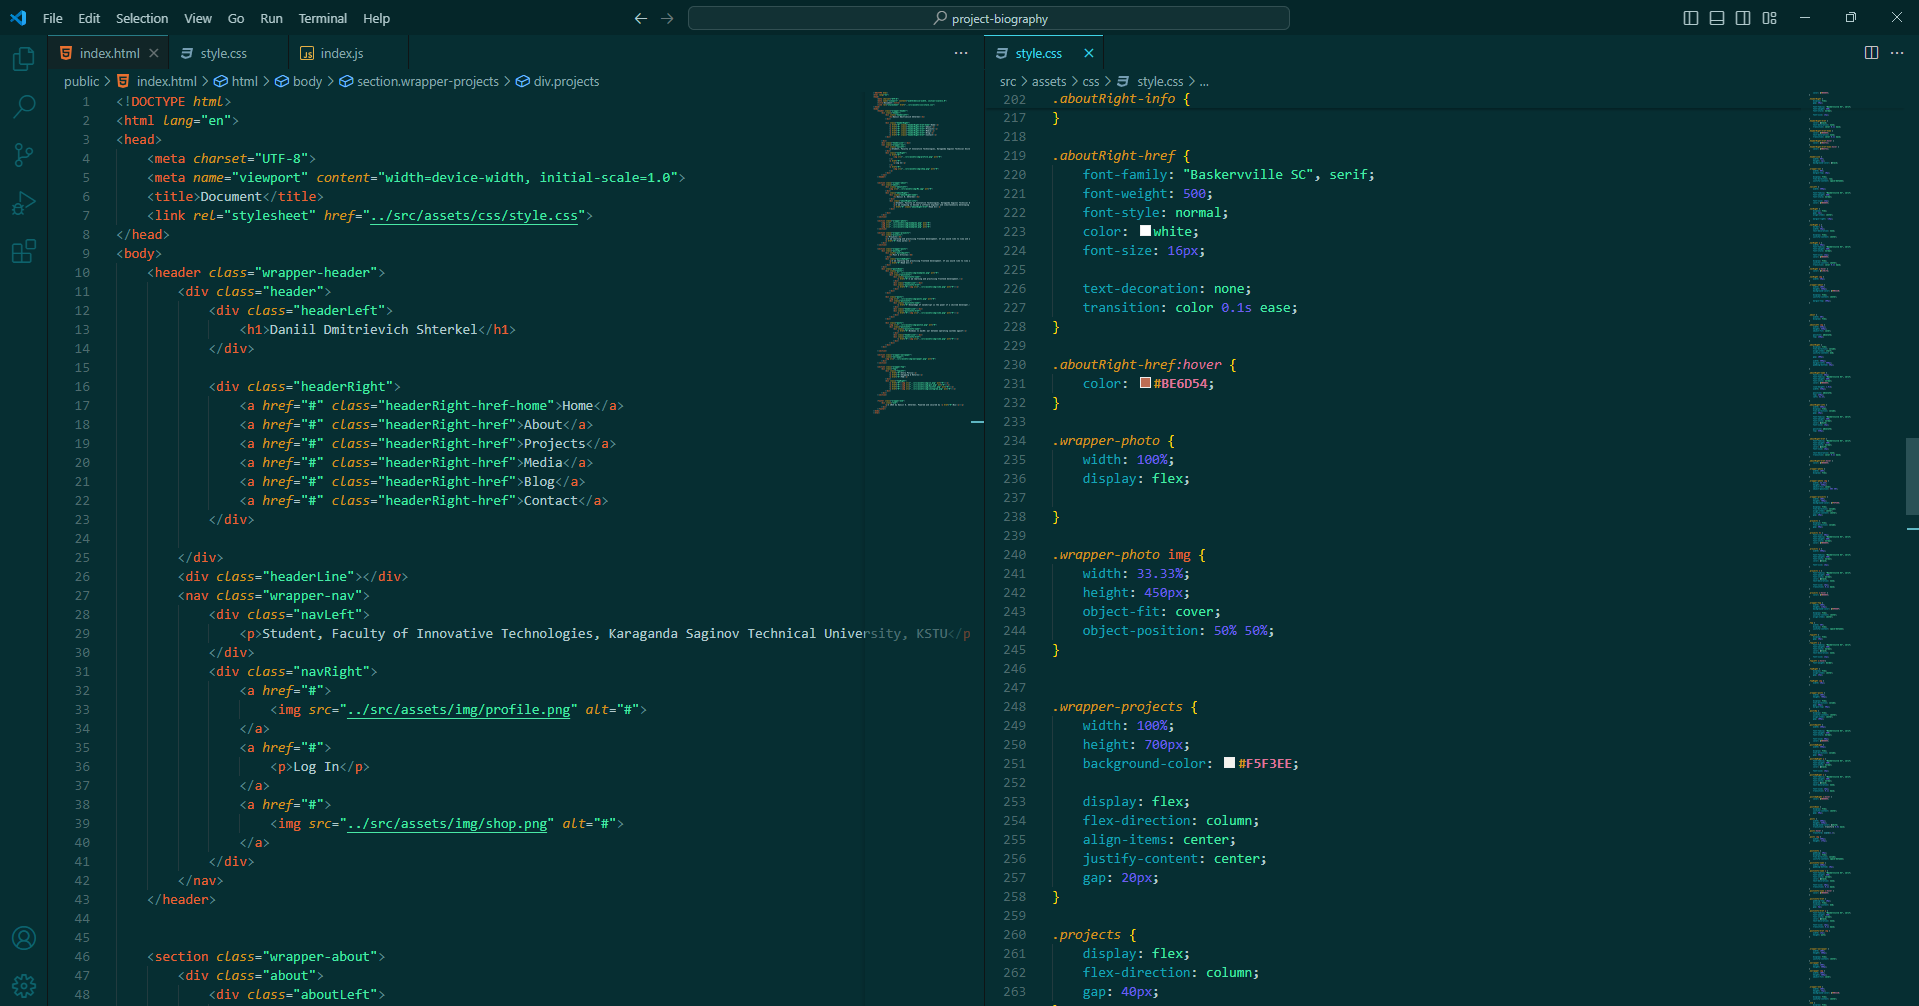 File Edit Selection View Go Run Terminal Help
project-biography
index.html style.css index.js
public > index.html > html > body > section.wrapper-projects > div.projects
1 <!DOCTYPE html>
2 <html lang="en">
3 <head>
4 <meta charset="UTF-8">
5 <meta name="viewport" content="width=device-width, initial-scale=1.0">
6 <title>Document</title>
7 <link rel="stylesheet" href="../src/assets/css/style.css">
8 </head>
9 <body>
10 <header class="wrapper-header">
11 <div class="header">
12 <div class="headerLeft">
13 <h1>Daniil Dmitrievich Shterkel</h1>
14 </div>
15
16 <div class="headerRight">
17 <a href="#" class="headerRight-href-home">Home</a>
18 <a href="#" class="headerRight-href">About</a>
19 <a href="#" class="headerRight-href">Projects</a>
20 <a href="#" class="headerRight-href">Media</a>
21 <a href="#" class="headerRight-href">Blog</a>
22 <a href="#" class="headerRight-href">Contact</a>
23 </div>
24
25 </div>
26 <div class="headerLine"></div>
27 <nav class="wrapper-nav">
28 <div class="navLeft">
29 <p>Student, Faculty of Innovative Technologies, Karaganda Saginov Technical University, KSTU</p
30 </div>
31 <div class="navRight">
32 <a href="#">
33 <img src="../src/assets/img/profile.png" alt="#">
34 </a>
35 <a href="#">
36 <p>Log In</p>
37 </a>
38 <a href="#">
39 <img src="../src/assets/img/shop.png" alt="#">
40 </a>
41 </div>
42 </nav>
43 </header>
44
45
46 <section class="wrapper-about">
47 <div class="about">
48 <div class="aboutLeft">
style.css
src > assets > css > style.css > ...
202 .aboutRight-info {
217 }
218
219 .aboutRight-href {
220 font-family: "Baskervville SC", serif;
221 font-weight: 500;
222 font-style: normal;
223 color: white;
224 font-size: 16px;
225
226 text-decoration: none;
227 transition: color 0.1s ease;
228 }
229
230 .aboutRight-href:hover {
231 color: #BE6D54;
232 }
233
234 .wrapper-photo {
235 width: 100%;
236 display: flex;
237
238 }
239
240 .wrapper-photo img {
241 width: 33.33%;
242 height: 450px;
243 object-fit: cover;
244 object-position: 50% 50%;
245 }
246
247
248 .wrapper-projects {
249 width: 100%;
250 height: 700px;
251 background-color: #F5F3EE;
252
253 display: flex;
254 flex-direction: column;
255 align-items: center;
256 justify-content: center;
257 gap: 20px;
258 }
259
260 .projects {
261 display: flex;
262 flex-direction: column;
263 gap: 40px;